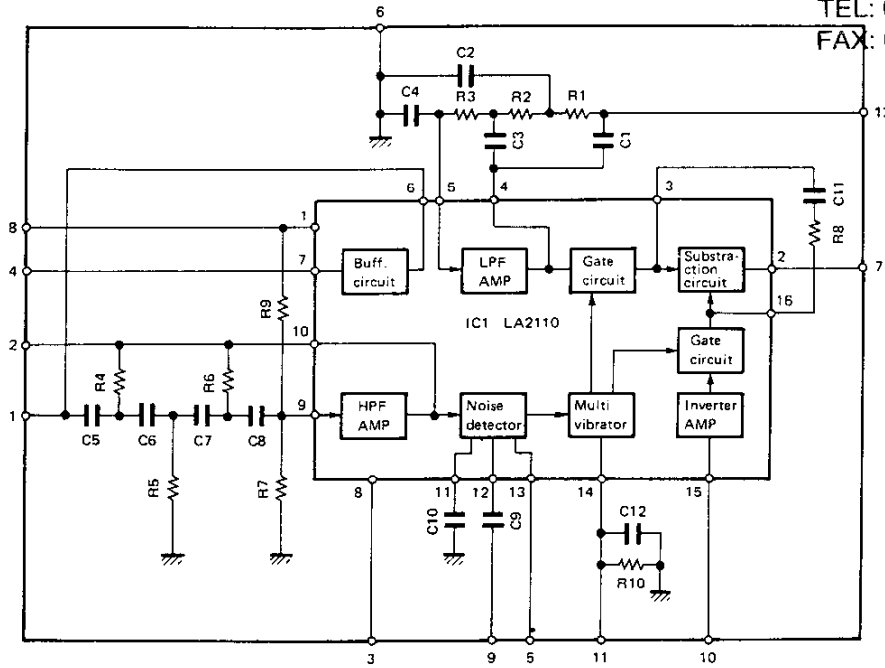 TEL:
FAX:
6
C2
C4
R3
R2
R1
C3
C1
6
5
4
3
C11
R8
8
1
4
7
Buff. circuit
LPF AMP
Gate circuit
Substra-
ction
circuit
2
7
R9
IC1 LA2110
16
2
10
R4
R6
Gate circuit
1
C5
C6
C7
C8
9
HPF AMP
Noise detector
Multi vibrator
Inverter AMP
R5
R7
8
11
12
13
14
15
C10
C9
C12
R10
3
9
5
11
10